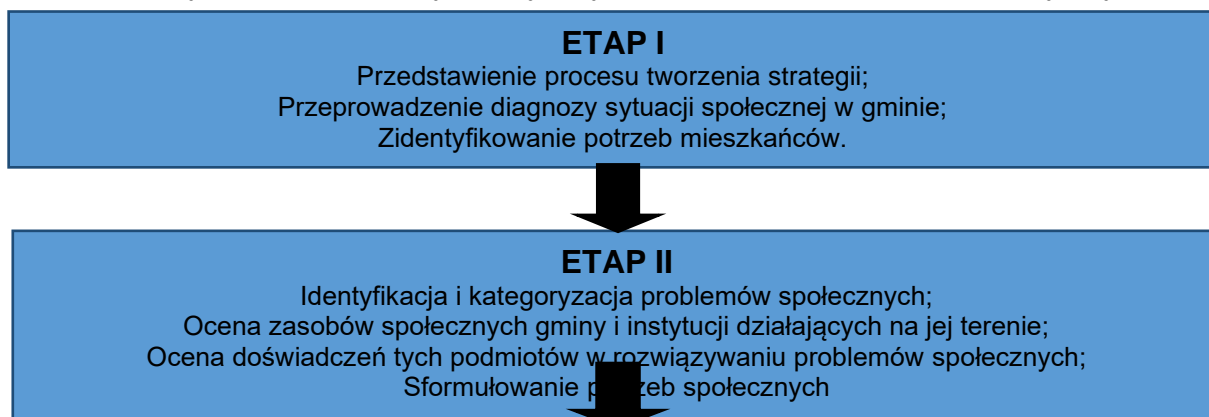 ETAP I
Przedstawienie procesu tworzenia strategii;
Przeprowadzenie diagnozy sytuacji społecznej w gminie;
Zidentyfikowanie potrzeb mieszkańców.
ETAP II
Identyfikacja i kategoryzacja problemów społecznych;
Ocena zasobów społecznych gminy i instytucji działających na jej terenie;
Ocena doświadczeń tych podmiotów w rozwiązywaniu problemów społecznych;
Sformułowanie społecznych